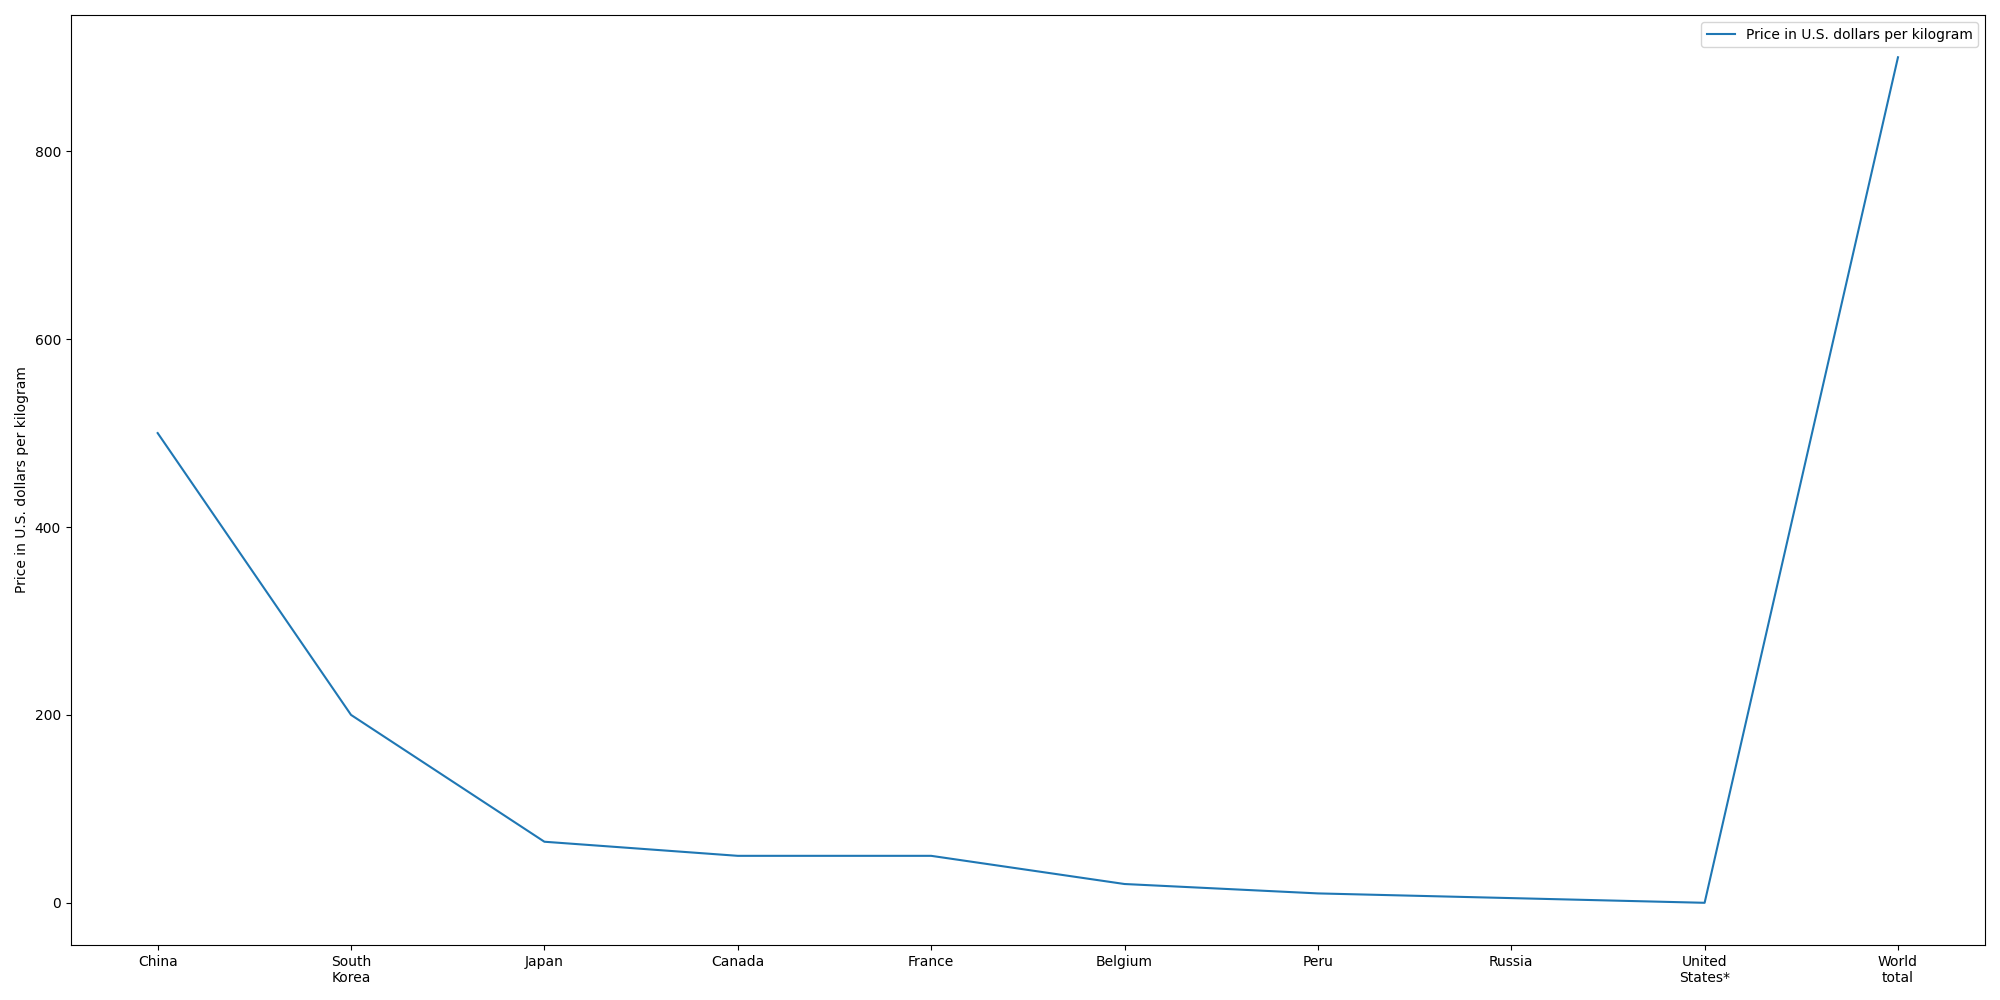 Price in U.S. dollars per kilogram
Price in U.S. dollars per kilogram
800
600
400
200
0
China
South
Korea
Japan
Canada
France
Belgium
Peru
Russia
United
States*
World
total